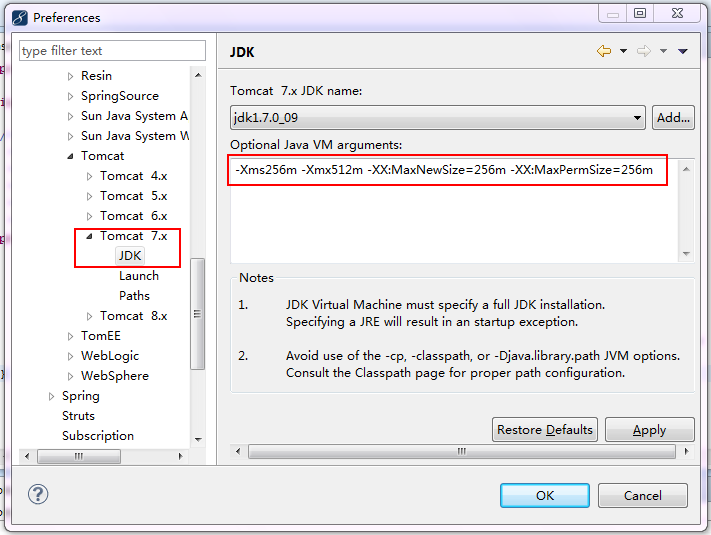 Preferences
type filter text
Resin
SpringSource
Sun Java System A
Sun Java System W
Tomcat
Tomcat 4.x
Tomcat 5.x
Tomcat 6.x
Tomcat 7.x
JDK
Launch
Paths
Tomcat 8.x
TomEE
WebLogic
WebSphere
Spring
Struts
Subscription
JDK
Tomcat 7.x JDK name:
jdk1.7.0_09
Add...
Optional Java VM arguments:
-Xms256m -Xmx512m -XX:MaxNewSize=256m -XX:MaxPermSize=256m
Notes
1. JDK Virtual Machine must specify a full JDK installation.
Specifying a JRE will result in an startup exception.
2. Avoid use of the -cp, -classpath, or -Djava.library.path JVM options.
Consult the Classpath page for proper path configuration.
Restore Defaults
Apply
?
OK
Cancel